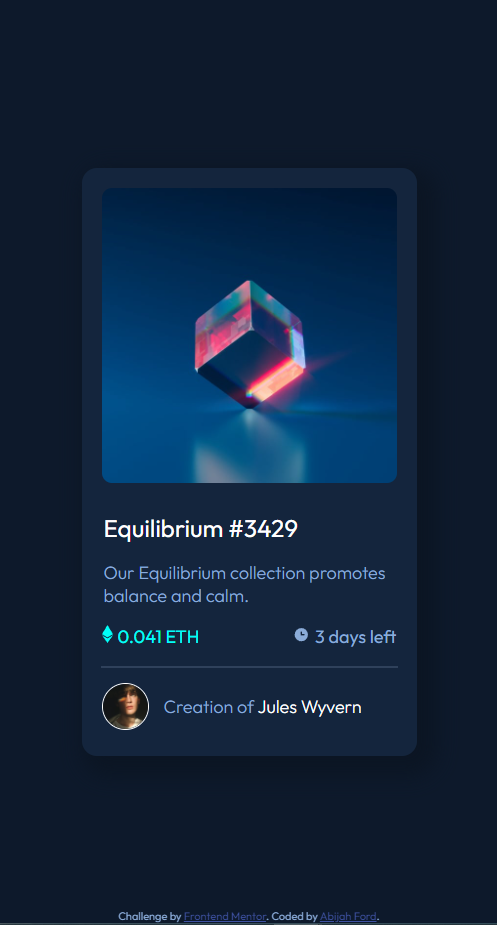 Equilibrium #3429
Our Equilibrium collection promotes
balance and calm.
0.041 ETH 3 days left
Creation of Jules Wyvern
Challenge by Frontend Mentor. Coded by Abijah Ford.